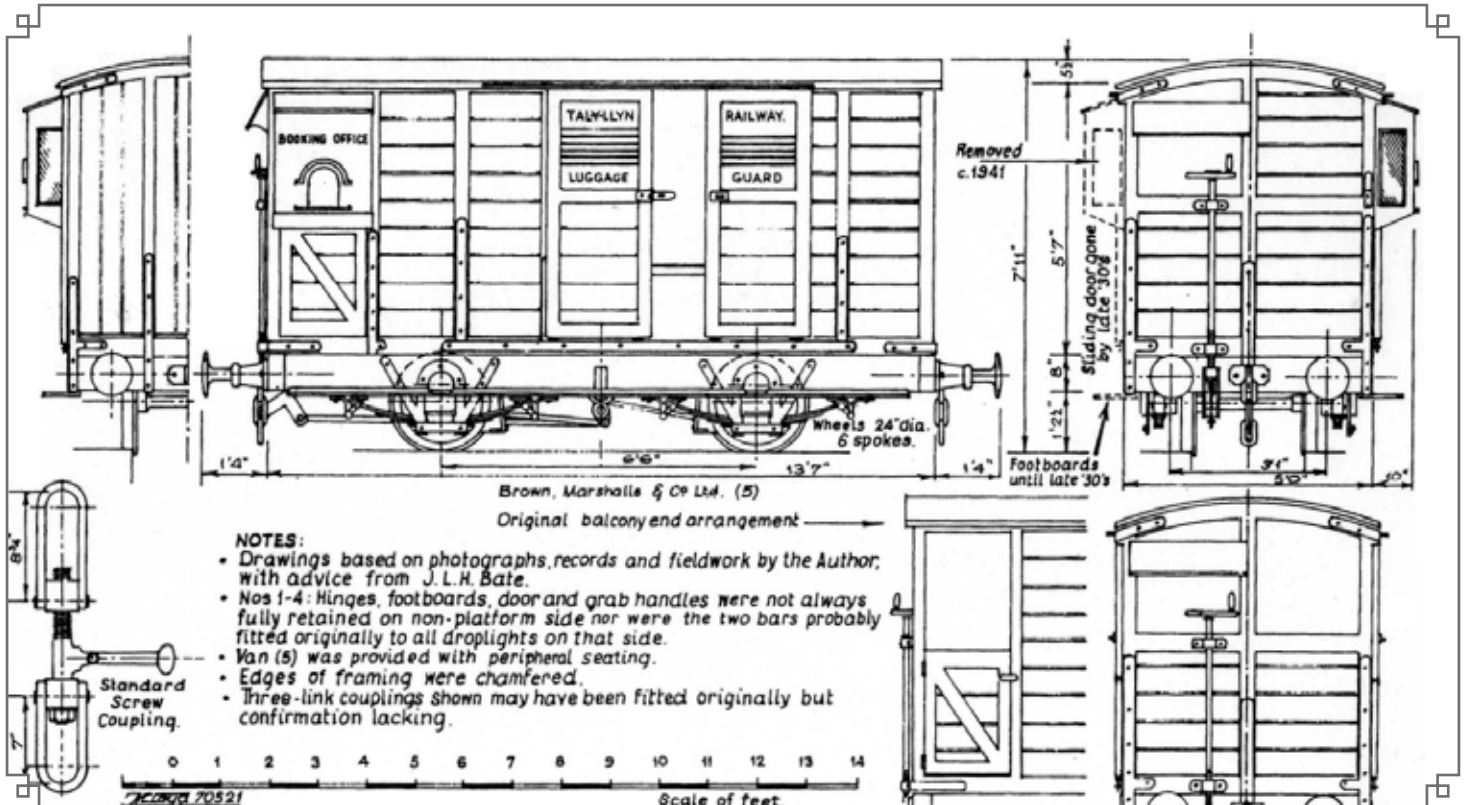 BOOKING OFFICE
TALY-LLYN
RAILWAY.
LUGGAGE
GUARD
Removed
c.1941
5½"
7'11"
5'7"
Sliding door gone
by late '30's
8"
1'2½"
Wheels 24" dia.
6 spokes.
1'4"
6'6"
13'7"
1'4"
Footboards
until late '30's
3'1"
5'0"
10"
Brown, Marshalls & Co Ltd. (5)
Original balcony end arrangement
8¾"
7"
Standard
Screw
Coupling.
NOTES:
• Drawings based on photographs, records and fieldwork by the Author,
with advice from J.L.H. Bate.
• Nos 1-4: Hinges, footboards, door and grab handles were not always
fully retained on non-platform side nor were the two bars probably
fitted originally to all droplights on that side.
• Van (5) was provided with peripheral seating.
• Edges of framing were chamfered.
• Three-link couplings shown may have been fitted originally but
confirmation lacking.
0 1 2 3 4 5 6 7 8 9 10 11 12 13 14
70521
Scale of feet.